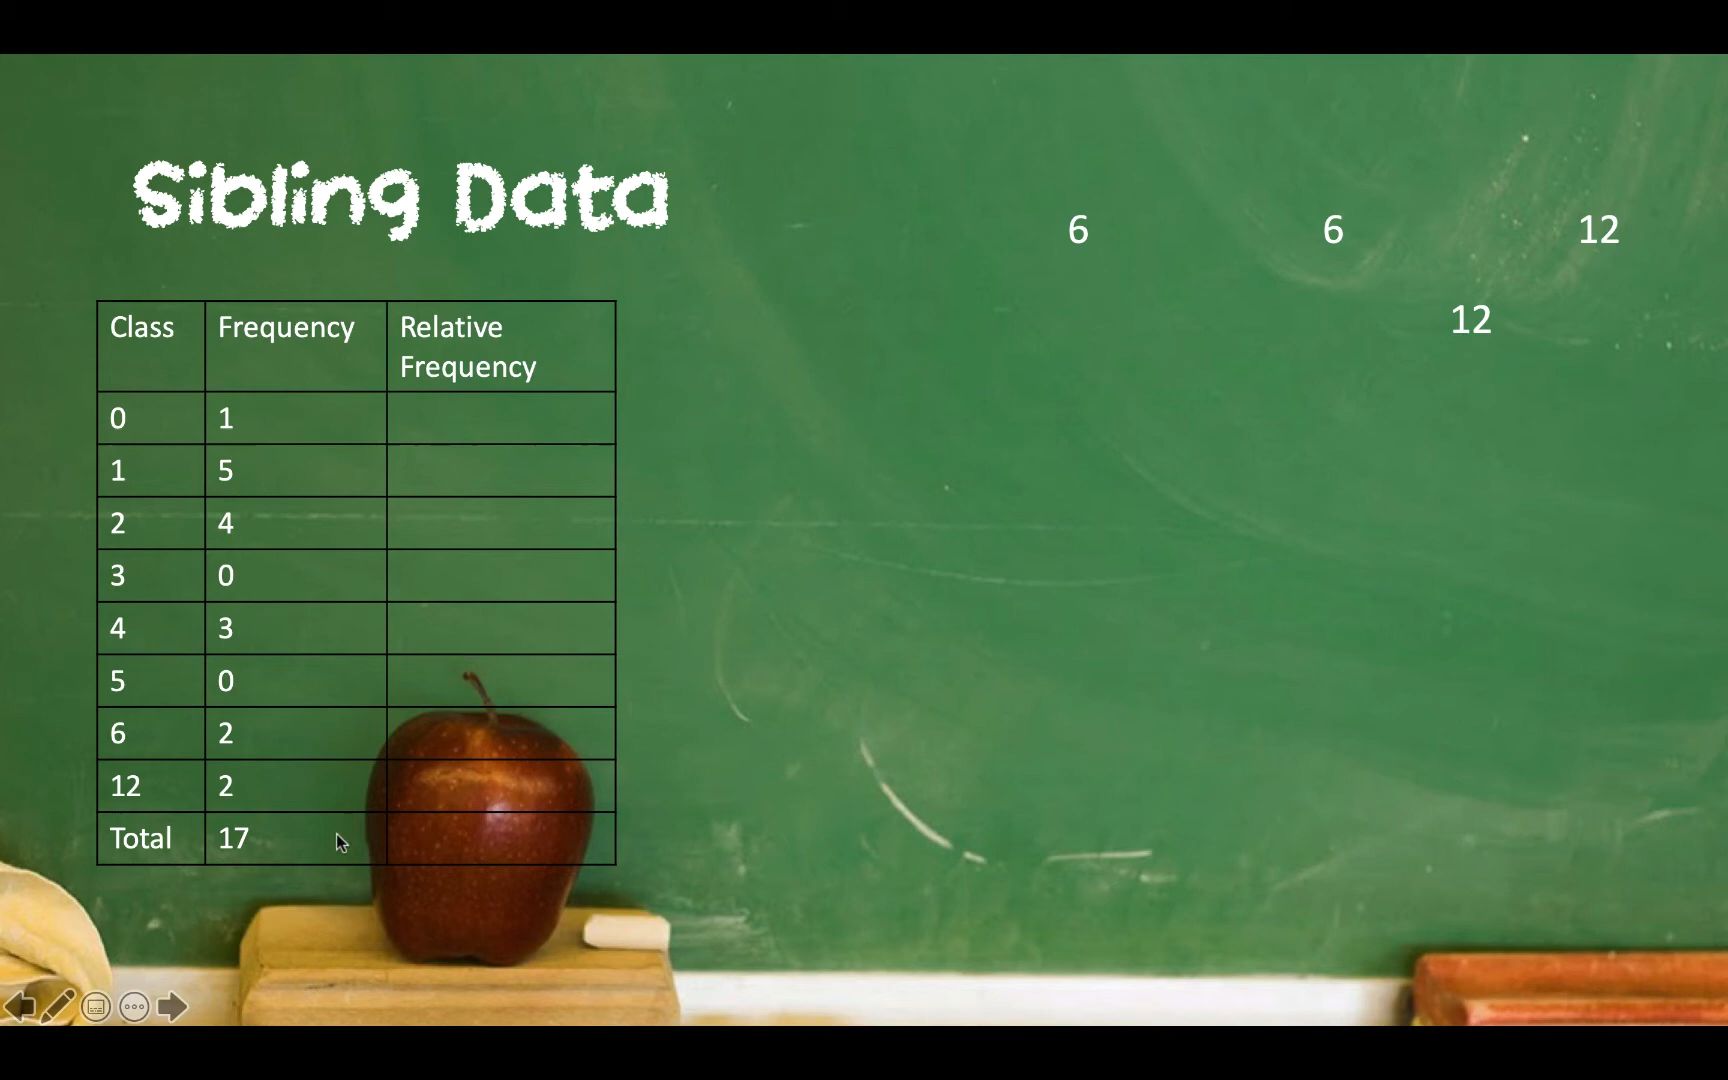 Sibling Data
6 6 12
12
Class Frequency Relative Frequency
0 1
1 5
2 4
3 0
4 3
5 0
6 2
12 2
Total 17